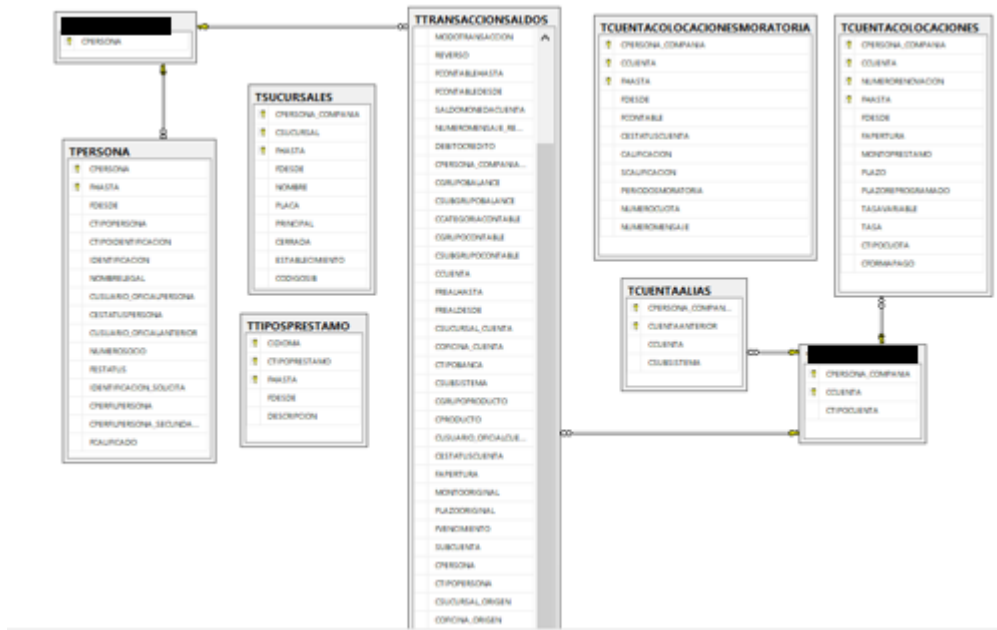 CPERSONA
TPERSONA
CPERSONA
FHASTA
FDESDE
CTIPOPERSONA
CTIPOIDENTIFICACION
IDENTIFICACION
NOMBRELEGAL
CUSUARIO_OFICIALPERSONA
CESTATUSPERSONA
CUSUARIO_OFICIALANTERIOR
NUMEROSOCIO
FESTATUS
IDENTIFICACION_SOLICITA
CPERFILPERSONA
CPERFILPERSONA_SECUNDA...
FCALIFICADO
TSUCURSALES
CPERSONA_COMPANIA
CSUCURSAL
FHASTA
FDESDE
NOMBRE
PLACA
PRINCIPAL
CERRADA
ESTABLECIMIENTO
CODIGOSIB
TTIPOSPRESTAMO
CIDIOMA
CTIPOPRESTAMO
FHASTA
FDESDE
DESCRIPCION
TTRANSACCIONSALDOS
MODOTRANSACCION
REVERSO
FCONTABLEHASTA
FCONTABLEDESDE
SALDOMONEDACUENTA
NUMEROMENSAJE_RE...
DEBITOCREDITO
CPERSONA_COMPANIA...
CGRUPOBALANCE
CSUBGRUPOBALANCE
CCATEGORIACONTABLE
CGRUPOCONTABLE
CSUBGRUPOCONTABLE
CCUENTA
FREALHASTA
FREALDESDE
CSUCURSAL_CUENTA
COFICINA_CUENTA
CTIPOBANCA
CSUBSISTEMA
CGRUPOPRODUCTO
CPRODUCTO
CUSUARIO_OFICIALCUE...
CESTATUSCUENTA
FAPERTURA
MONTOORIGINAL
PLAZOORIGINAL
FVENCIMIENTO
SUBCUENTA
CPERSONA
CTIPOPERSONA
CSUCURSAL_ORIGEN
COFICINA_ORIGEN
TCUENTACOLOCACIONESMORATORIA
CPERSONA_COMPANIA
CCUENTA
FHASTA
FDESDE
FCONTABLE
CESTATUSCUENTA
CALIFICACION
SCALIFICACION
PERIODOSMORATORIA
NUMEROCUOTA
NUMEROMENSAJE
TCUENTACOLOCACIONES
CPERSONA_COMPANIA
CCUENTA
NUMERORENOVACION
FHASTA
FDESDE
FAPERTURA
MONTOPRESTAMO
PLAZO
PLAZOREPROGRAMADO
TASAVARIABLE
TASA
CTIPOCUOTA
CFORMAPAGO
TCUENTAALIAS
CPERSONA_COMPAN...
CUENTAANTERIOR
CCUENTA
CSUBSISTEMA
CPERSONA_COMPANIA
CCUENTA
CTIPOCUENTA